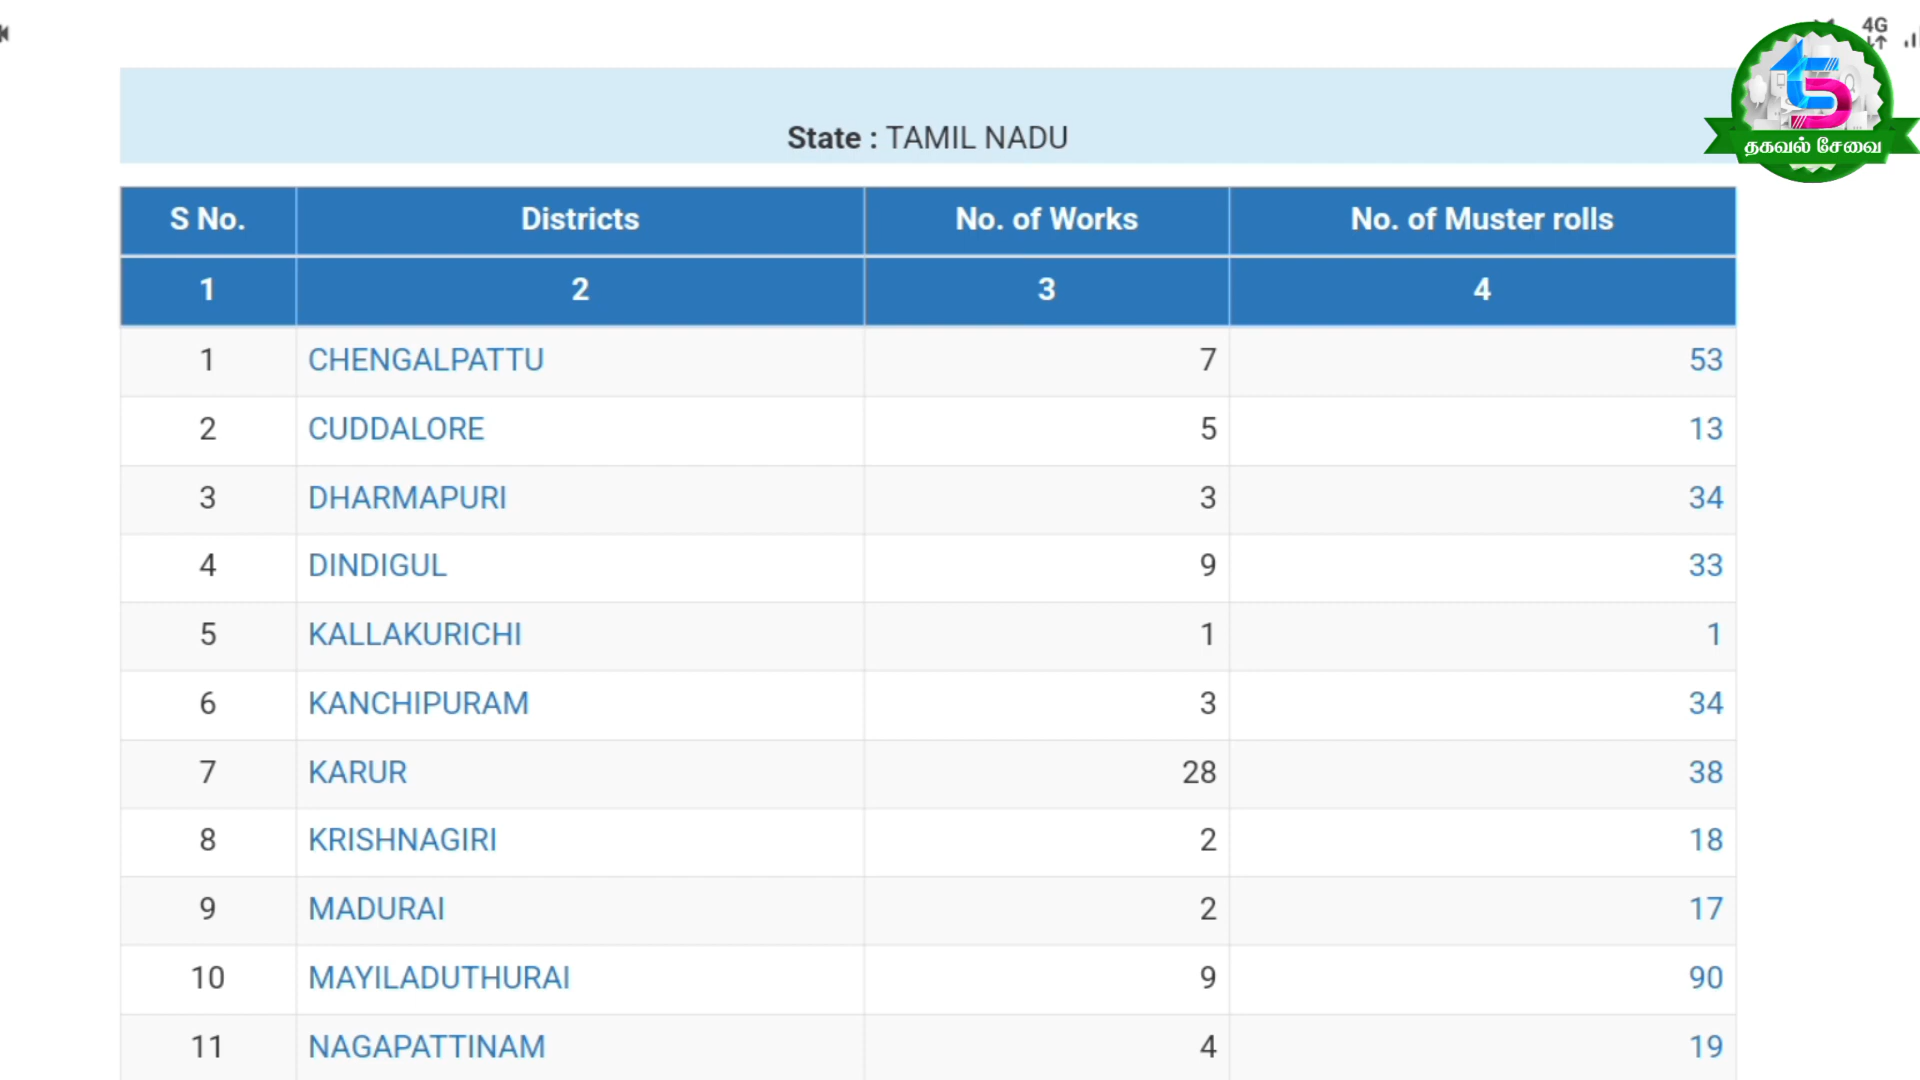 4G
தகவல் சேவை
State : TAMIL NADU
S No. Districts No. of Works No. of Muster rolls
1 2 3 4
1 CHENGALPATTU 7 53
2 CUDDALORE 5 13
3 DHARMAPURI 3 34
4 DINDIGUL 9 33
5 KALLAKURICHI 1 1
6 KANCHIPURAM 3 34
7 KARUR 28 38
8 KRISHNAGIRI 2 18
9 MADURAI 2 17
10 MAYILADUTHURAI 9 90
11 NAGAPATTINAM 4 19